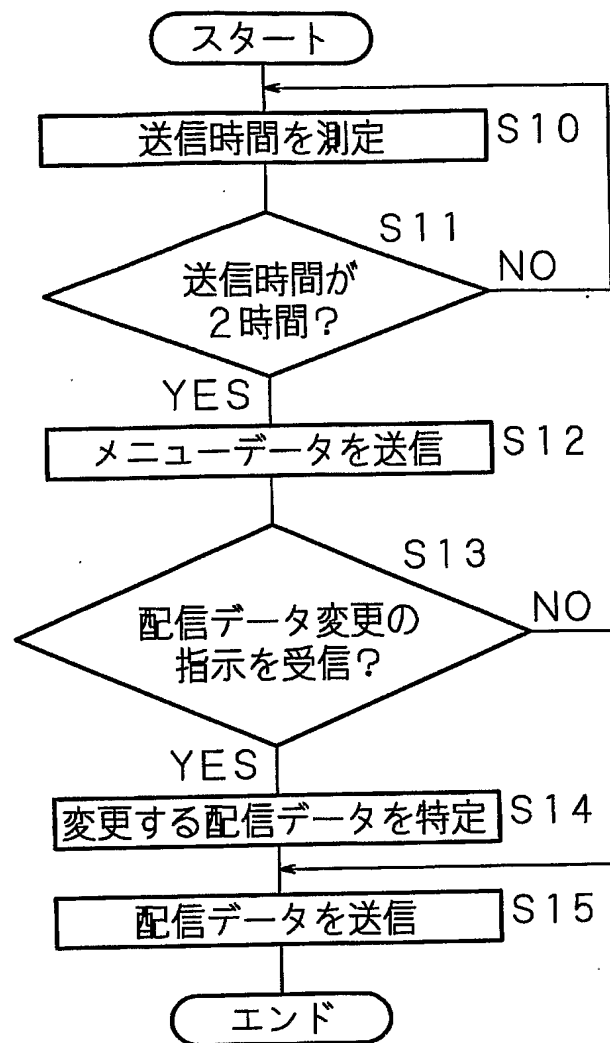 スタート
送信時間を測定
S10
S11
送信時間が
2時間?
NO
YES
メニューデータを送信
S12
S13
配信データ変更の
指示を受信?
NO
YES
変更する配信データを特定
S14
配信データを送信
S15
エンド